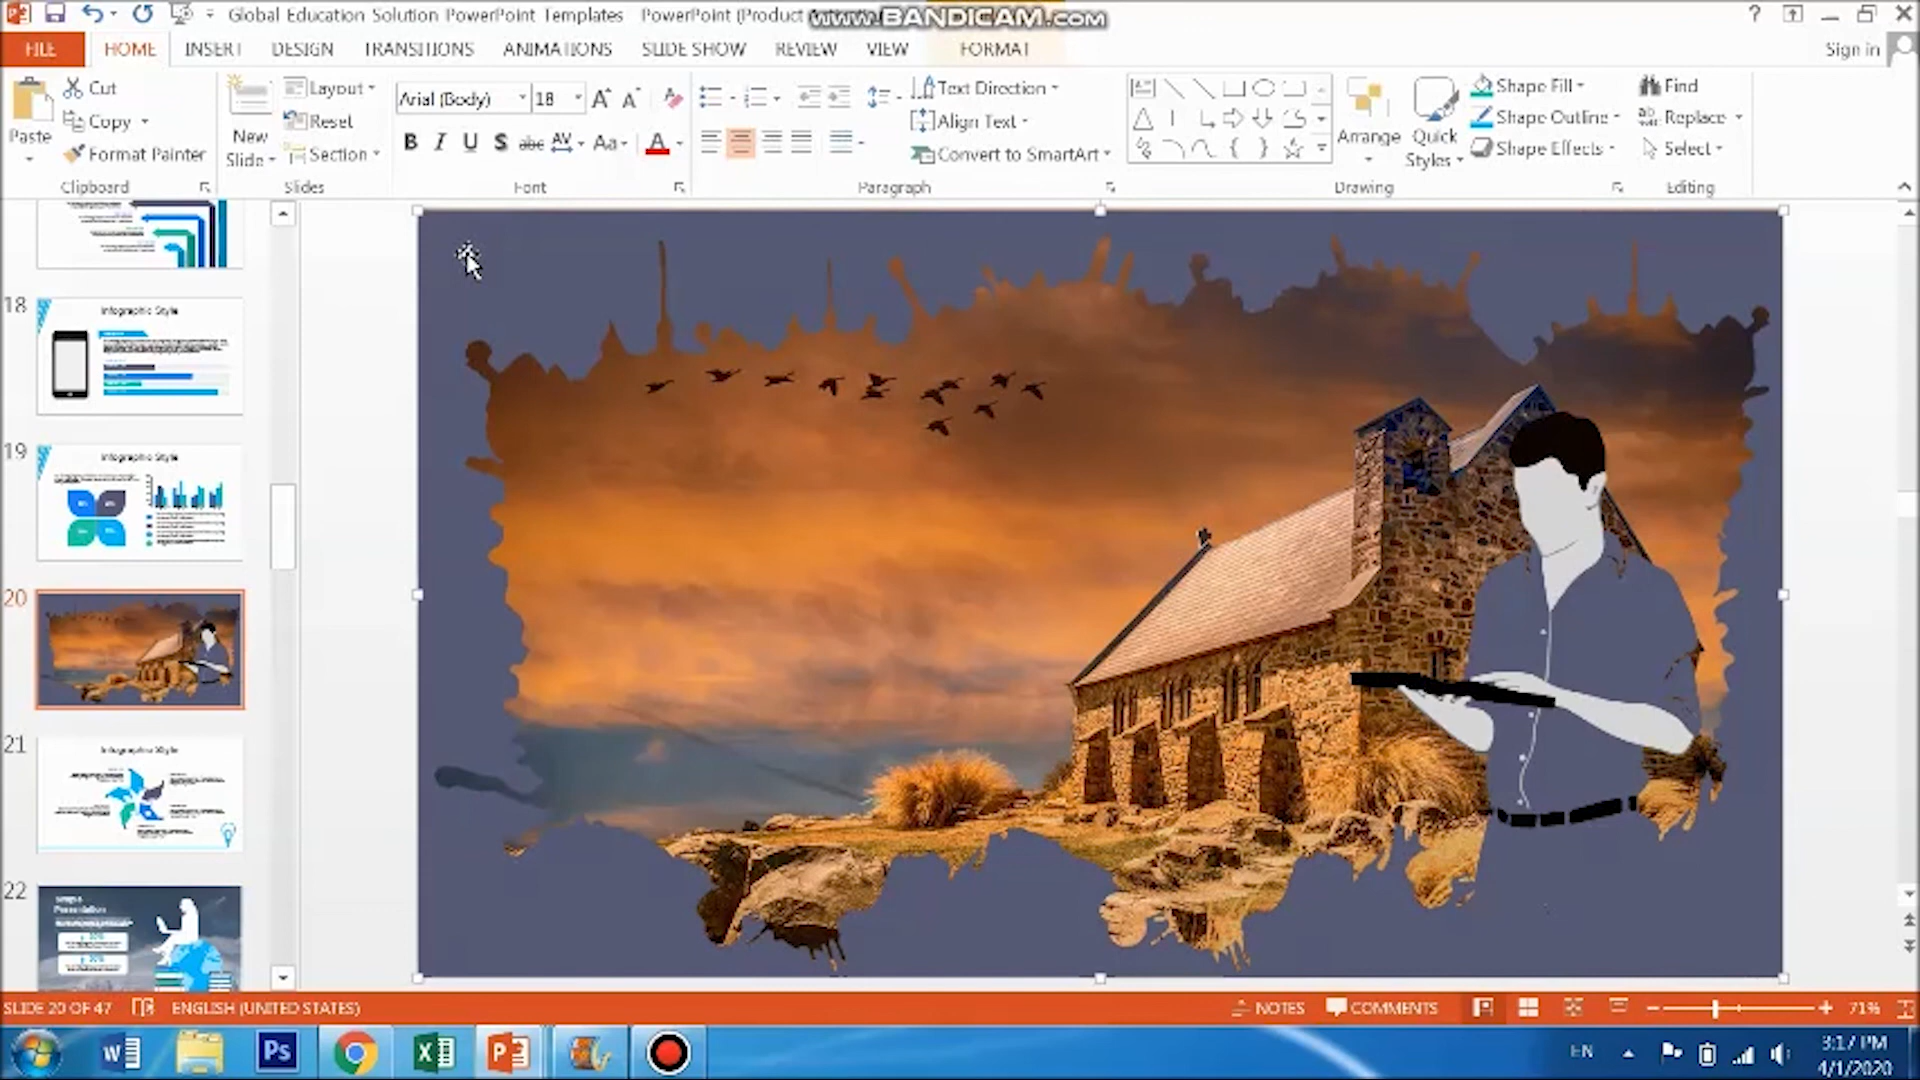 Global Education Solution PowerPoint Templates
PowerPoint (Product
www.BANDICAM.com
FILE
HOME
INSERT
DESIGN
TRANSITIONS
ANIMATIONS
SLIDE SHOW
REVIEW
VIEW
FORMAT
Sign in
Paste
Cut
Copy
Format Painter
Clipboard
New
Slide
Layout
Reset
Section
Slides
Arial (Body)
18
Font
Text Direction
Align Text
Convert to SmartArt
Paragraph
Arrange
Quick
Styles
Shape Fill
Shape Outline
Shape Effects
Drawing
Find
Replace
Select
Editing
18
Infographic Style
19
Infographic Style
20
21
Infographic Style
22
SLIDE 20 OF 47
ENGLISH (UNITED STATES)
NOTES
COMMENTS
71%
EN
3:17 PM
4/1/2020